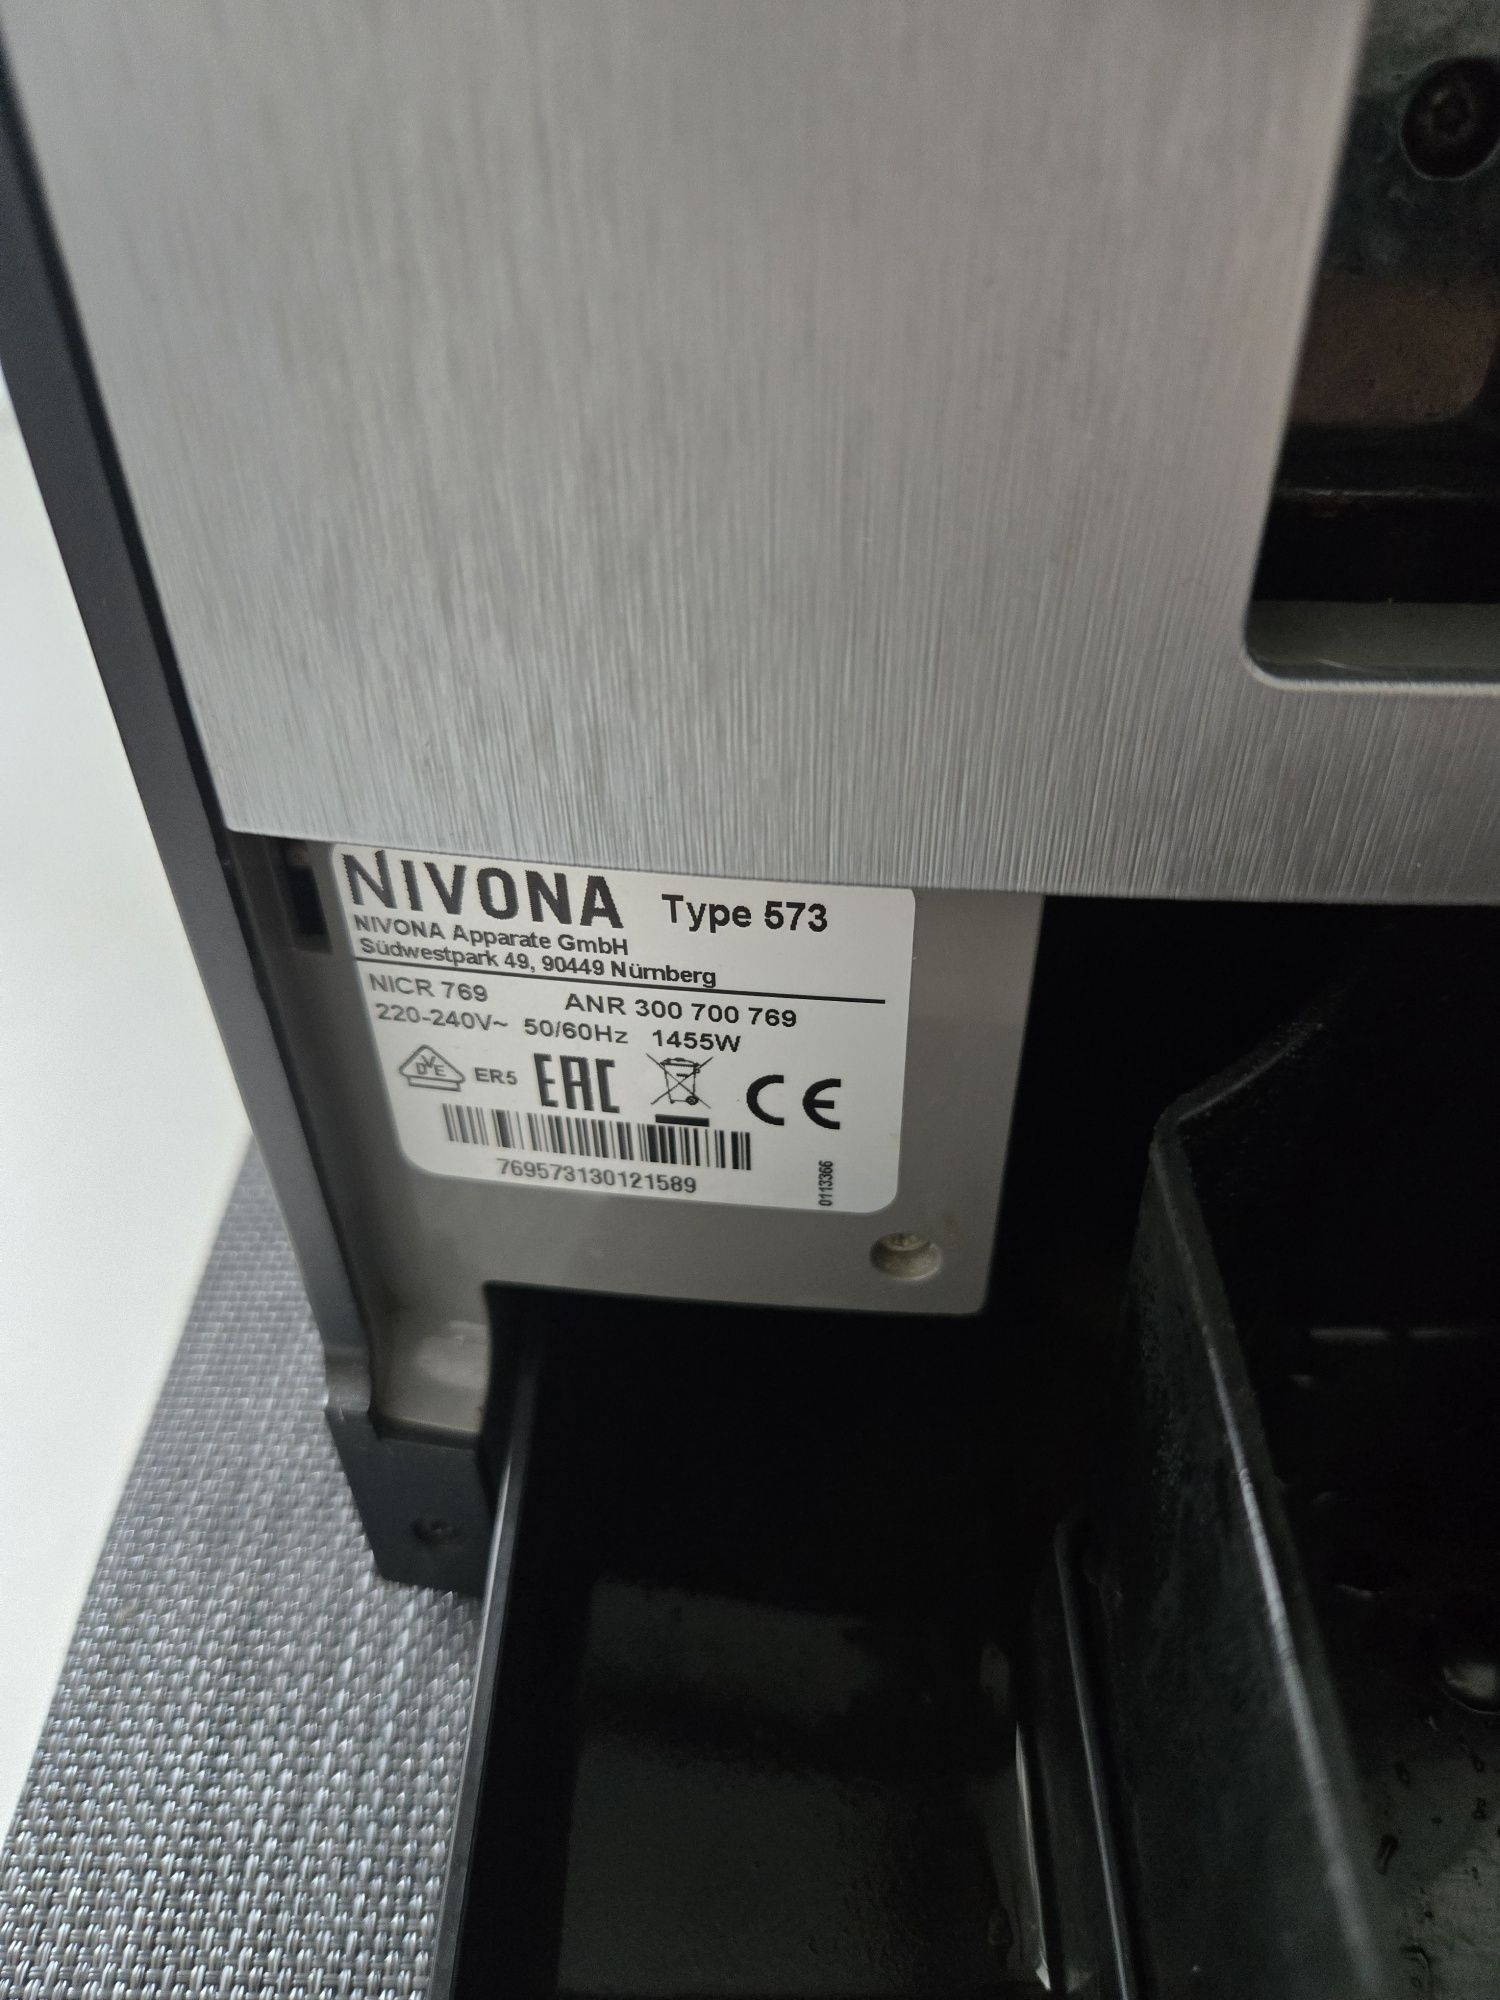 NIVONA Type 573
NIVONA Apparate GmbH
Südwestpark 49, 90449 Nürnberg
NICR 769 ANR 300 700 769
220-240V~ 50/60Hz 1455W
DVE ER5 EAC CE
769573130121589
0113366